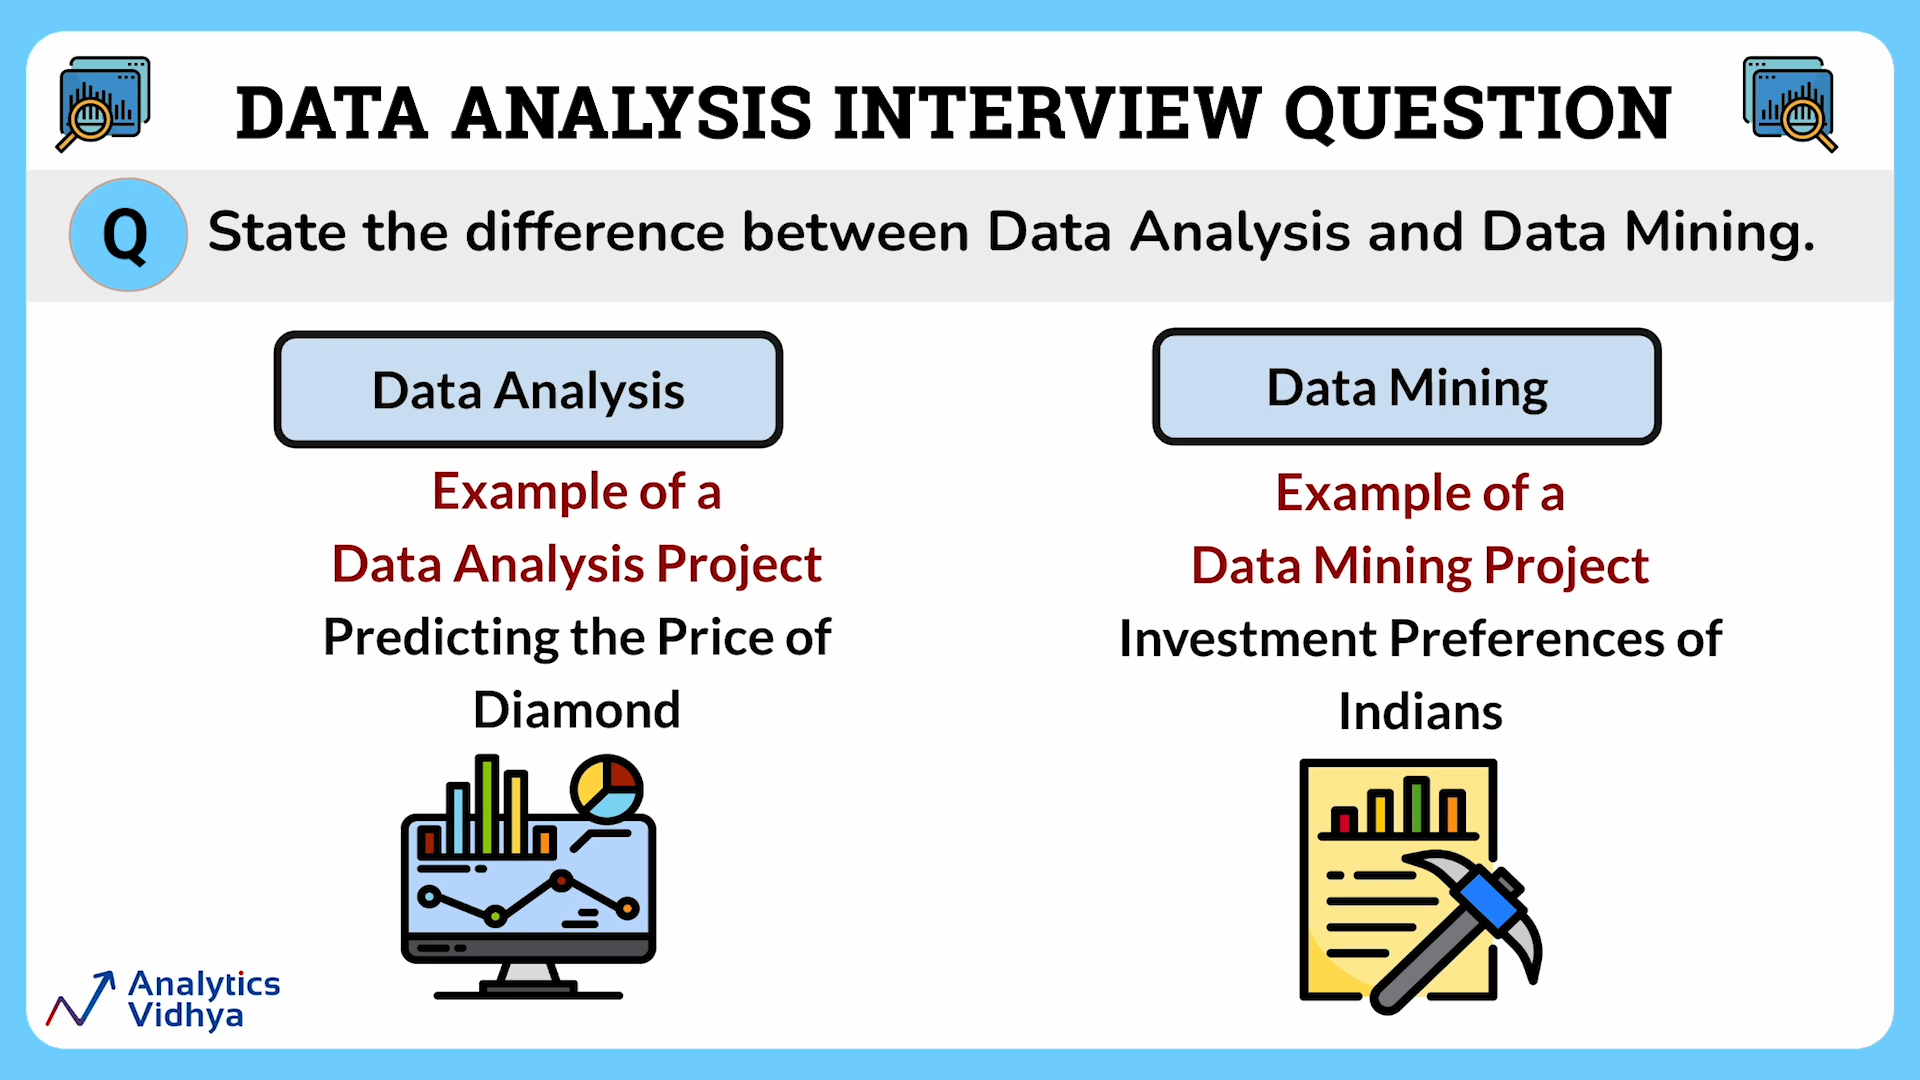 DATA ANALYSIS INTERVIEW QUESTION
Q
State the difference between Data Analysis and Data Mining.
Data Analysis
Example of a
Data Analysis Project
Predicting the Price of
Diamond
Data Mining
Example of a
Data Mining Project
Investment Preferences of
Indians
Analytics
Vidhya